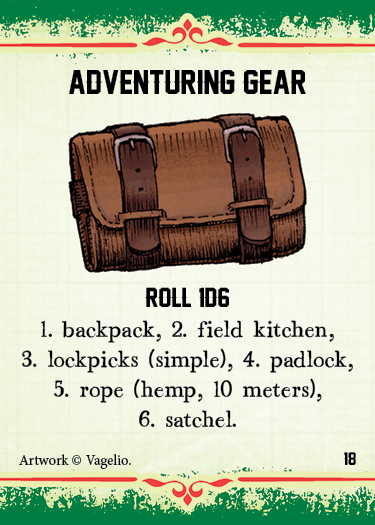 ADVENTURING GEAR
ROLL 1D6
1. backpack, 2. field kitchen,
3. lockpicks (simple), 4. padlock,
5. rope (hemp, 10 meters),
6. satchel.
Artwork © Vagelio. 18